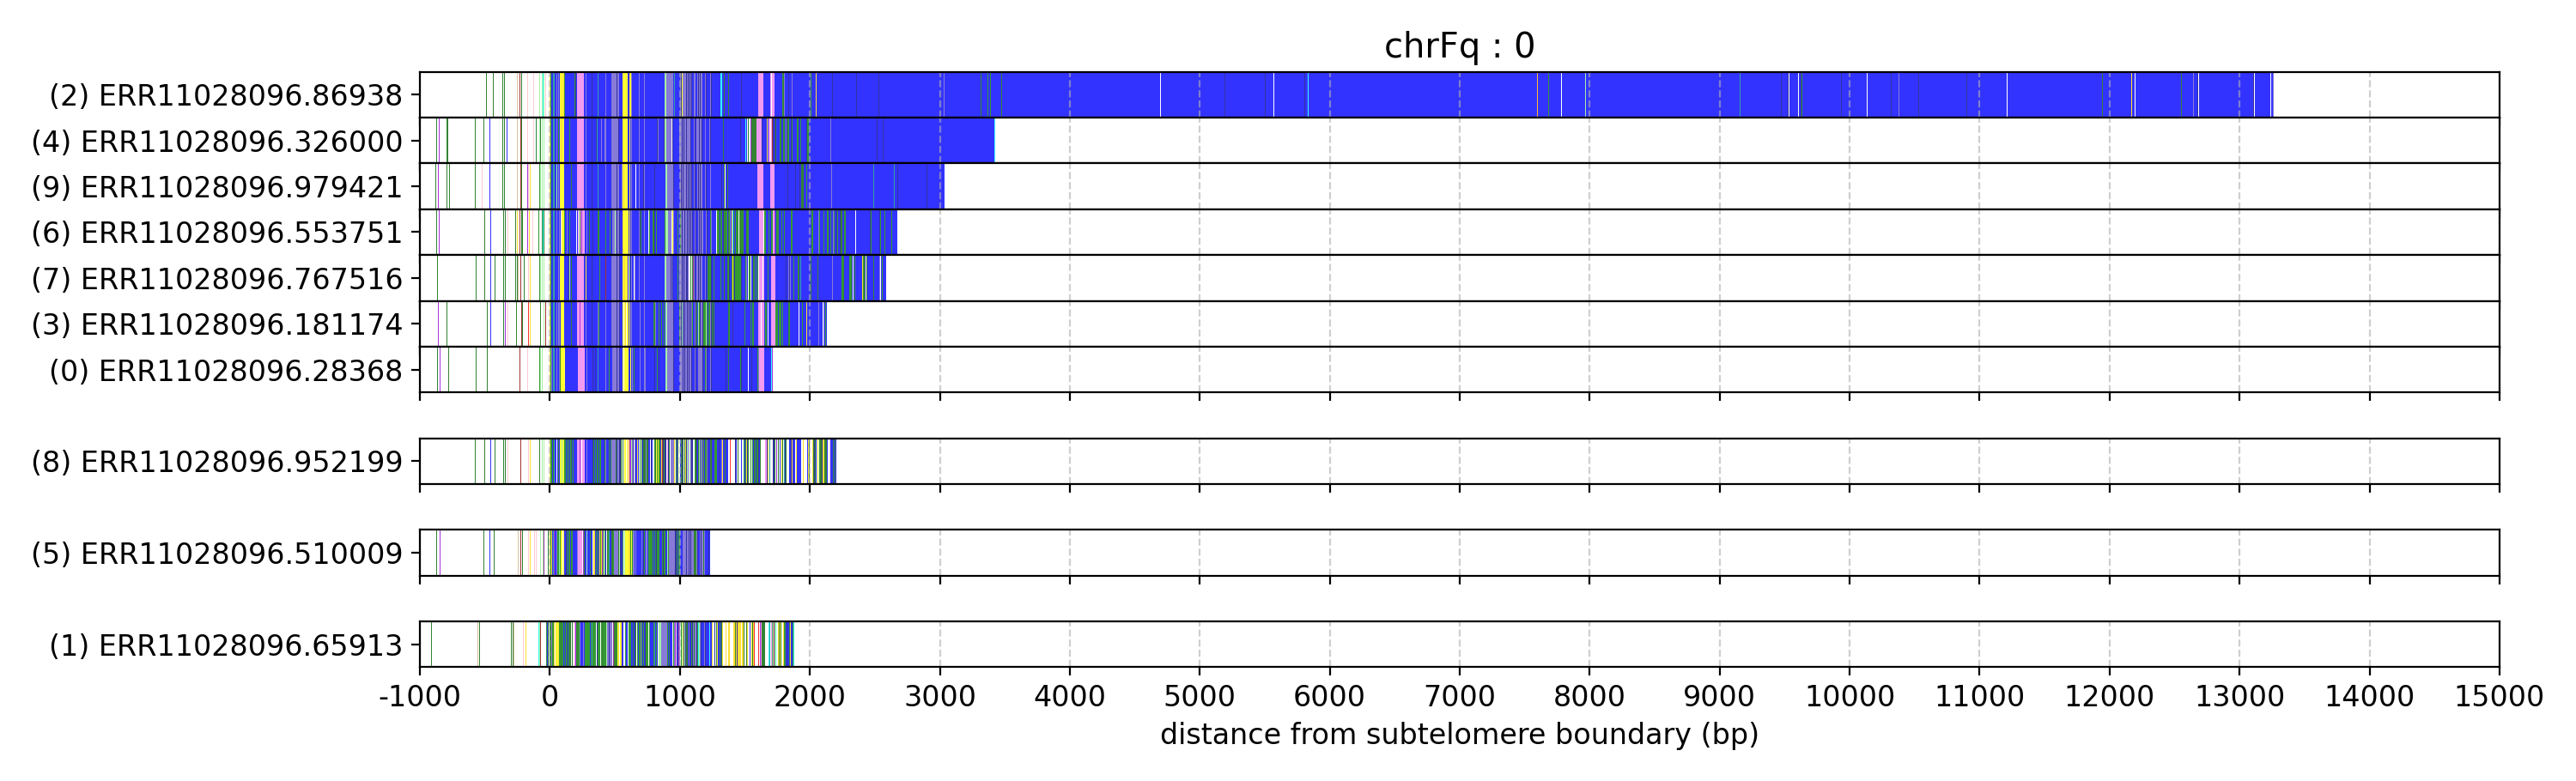 chrFq : 0
(2) ERR11028096.86938
(4) ERR11028096.326000
(9) ERR11028096.979421
(6) ERR11028096.553751
(7) ERR11028096.767516
(3) ERR11028096.181174
(0) ERR11028096.28368
(8) ERR11028096.952199
(5) ERR11028096.510009
(1) ERR11028096.65913
-1000 0 1000 2000 3000 4000 5000 6000 7000 8000 9000 10000 11000 12000 13000 14000 15000
distance from subtelomere boundary (bp)